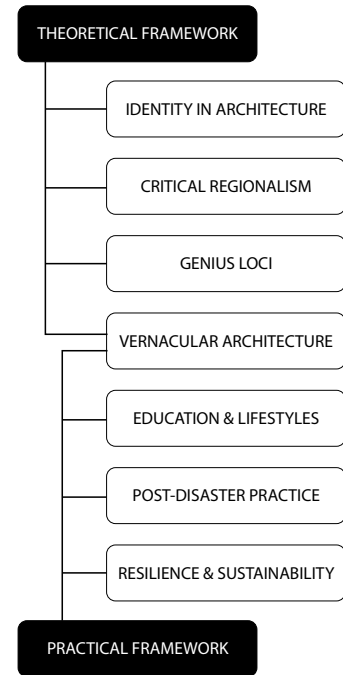 THEORETICAL FRAMEWORK
IDENTITY IN ARCHITECTURE
CRITICAL REGIONALISM
GENIUS LOCI
VERNACULAR ARCHITECTURE
EDUCATION & LIFESTYLES
POST-DISASTER PRACTICE
RESILIENCE & SUSTAINABILITY
PRACTICAL FRAMEWORK